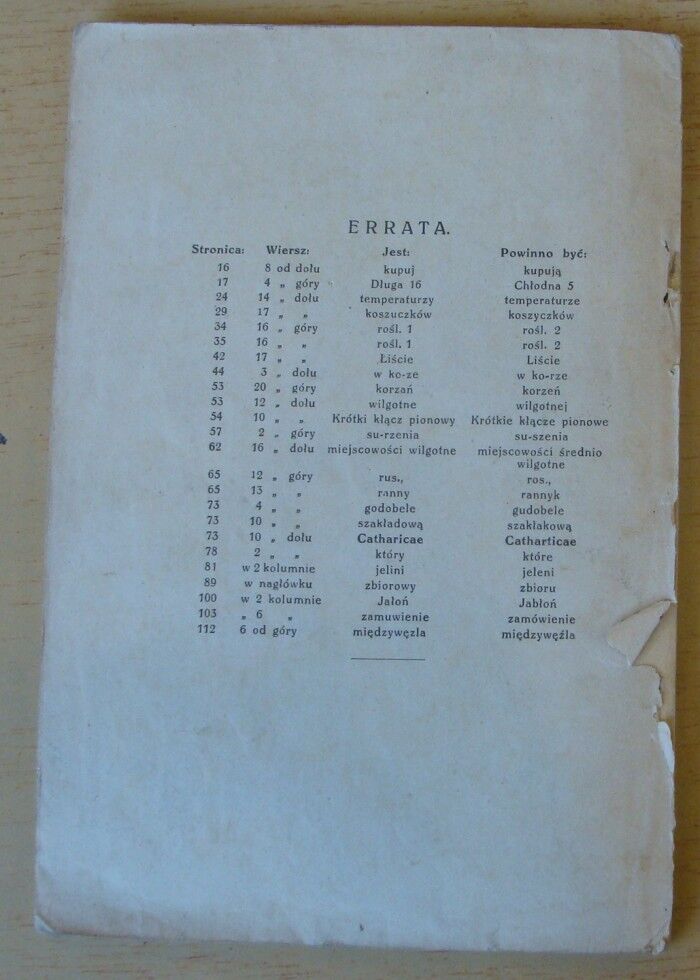 ERRATA.
Stronica: Wiersz: Jest: Powinno być:
16 8 od dołu kupuj kupują
17 4 „ góry Długa 16 Chłodna 5
24 14 „ dołu temperaturzy temperaturze
29 17 „ „ koszuczków koszyczków
34 16 „ góry rośl. 1 rośl. 2
35 16 „ „ rośl. 1 rośl. 2
42 17 „ „ Łiście Liście
44 3 „ dołu w ko-ze w ko-rze
53 20 „ góry korzań korzeń
53 12 „ dołu wilgotne wilgotnej
54 10 „ „ Krótki kłącz pionowy Krótkie kłącze pionowe
57 2 „ góry su-rzenia su-szenia
62 16 „ dołu miejscowości wilgotne miejscowości średnio
wilgotne
65 12 „ góry rus., ros.,
65 13 „ „ ranny rannyk
73 4 „ „ godobele gudobele
73 10 „ „ szakładową szakłakową
73 10 „ dołu Catharicae Catharticae
78 2 „ „ który które
81 w 2 kolumnie jelini jeleni
89 w nagłówku zbiorowy zbioru
100 w 2 kolumnie Jałoń Jabłoń
103 „ 6 „ zamuwienie zamówienie
112 6 od góry międzywęzla międzywęźla